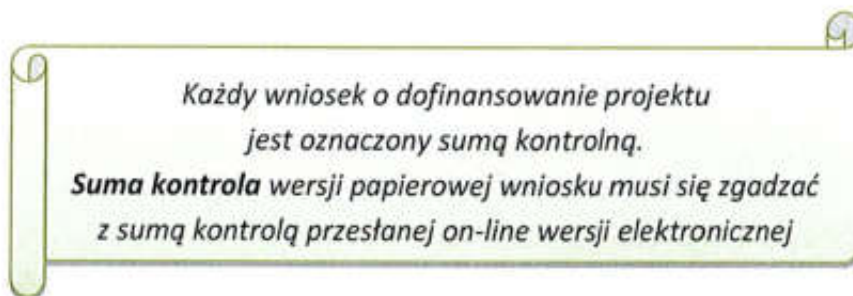 Każdy wniosek o dofinansowanie projektu
jest oznaczony sumą kontrolną.
Suma kontrola wersji papierowej wniosku musi się zgadzać
z sumą kontrolą przesłanej on-line wersji elektronicznej